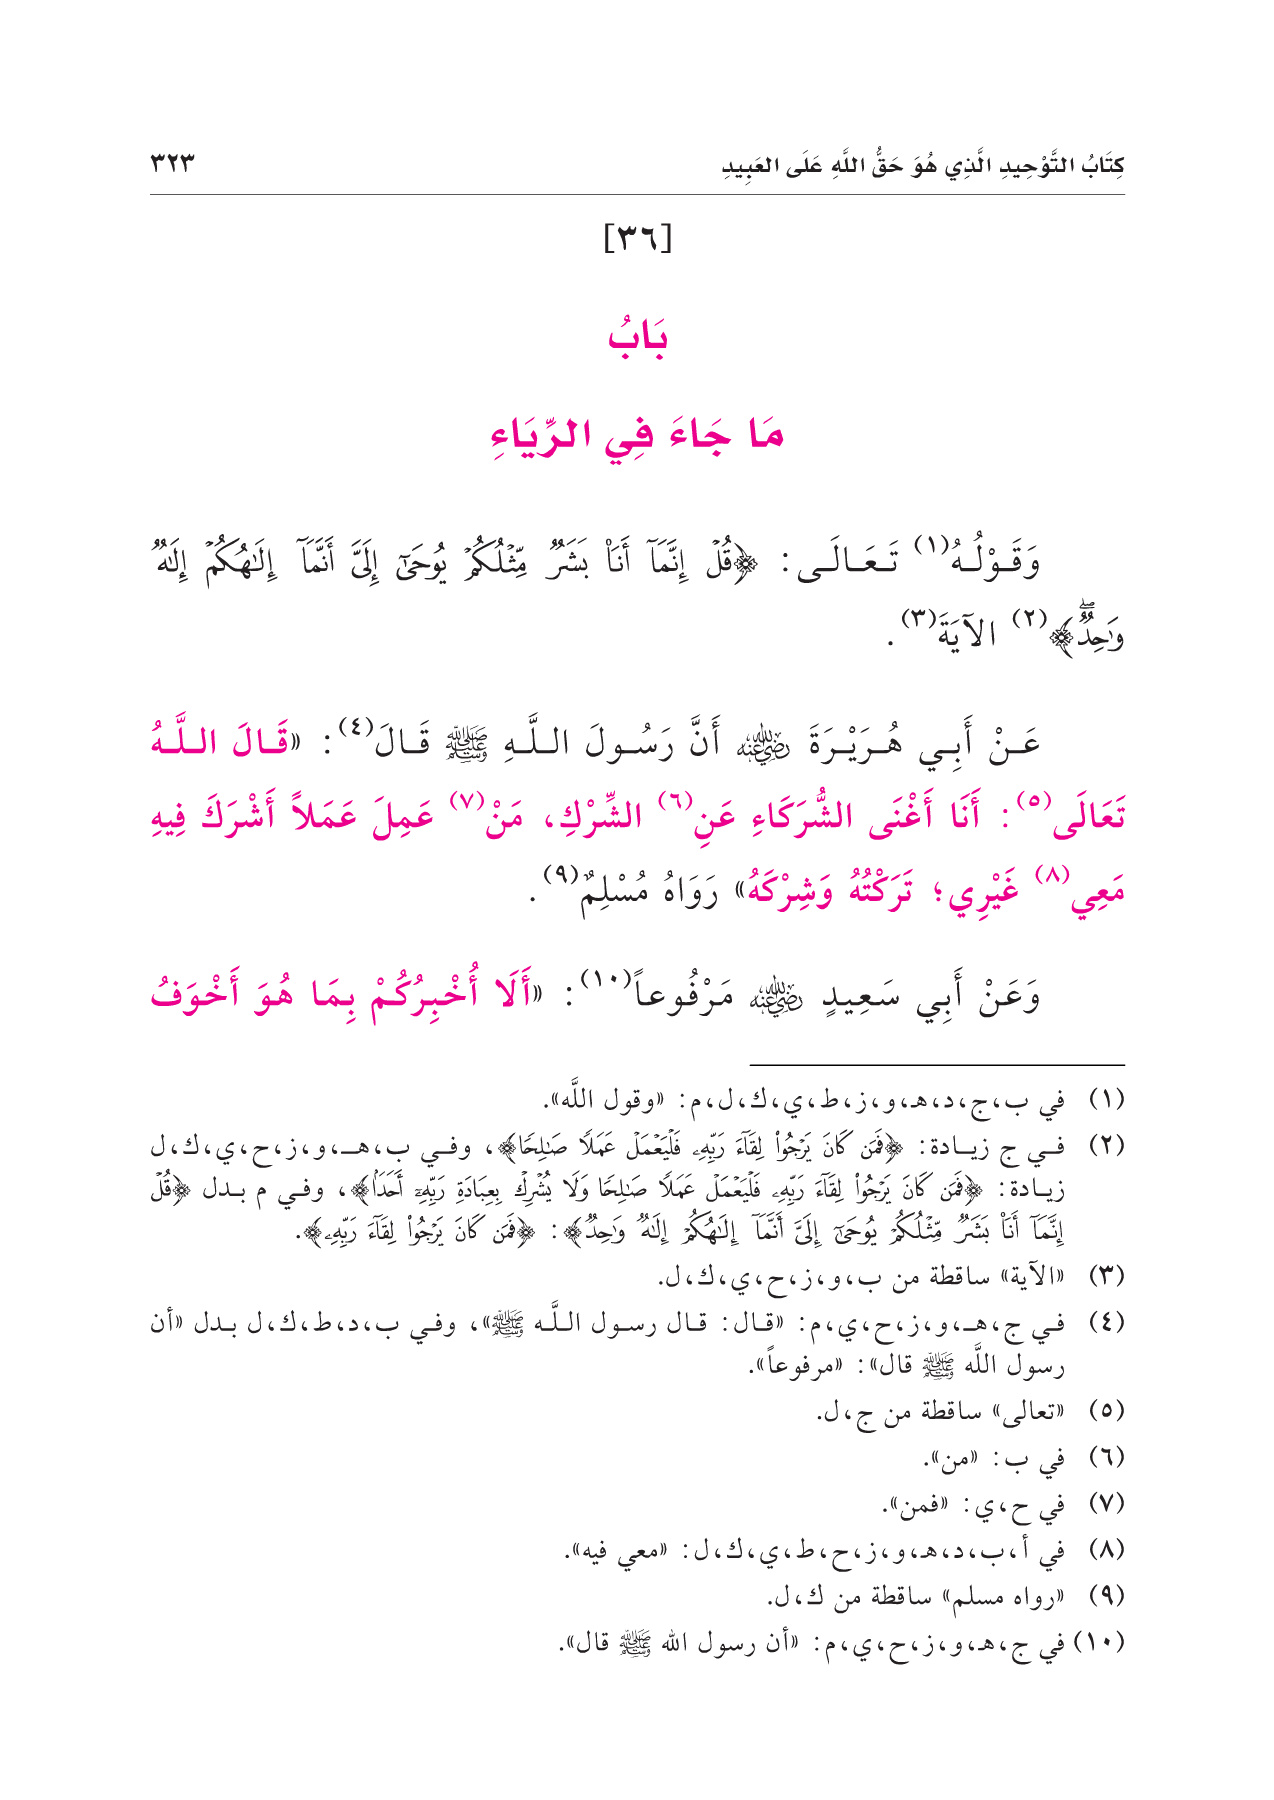 كِتَابُ التَّوْحِيدِ الَّذِي هُوَ حَقُّ اللَّهِ عَلَى العَبِيدِ ٣٢٣
[٣٦]
بَابُ
مَا جَاءَ فِي الرِّيَاءِ
وَقَوْلُهُ(١) تَعَالَى: ﴿قُلۡ إِنَّمَآ أَنَا۠ بَشَرٞ مِّثۡلُكُمۡ يُوحَىٰٓ إِلَيَّ أَنَّمَآ إِلَٰهُكُمۡ إِلَٰهٞ
وَٰحِدٞۖ﴾(٢) الآيَةَ(٣).
عَنْ أَبِي هُرَيْرَةَ رضي الله عنه أَنَّ رَسُولَ اللَّهِ ﷺ قَالَ(٤): «قَالَ اللَّهُ
تَعَالَى(٥): أَنَا أَغْنَى الشُّرَكَاءِ عَنِ(٦) الشِّرْكِ، مَنْ(٧) عَمِلَ عَمَلاً أَشْرَكَ فِيهِ
مَعِي(٨) غَيْرِي؛ تَرَكْتُهُ وَشِرْكَهُ» رَوَاهُ مُسْلِمٌ(٩).
وَعَنْ أَبِي سَعِيدٍ رضي الله عنه مَرْفُوعاً(١٠): «أَلَا أُخْبِرُكُمْ بِمَا هُوَ أَخْوَفُ
(١) في ب، ج، د، هـ، و، ز، ط، ي، ك، ل، م: «وقول اللَّه».
(٢) في ج زيادة: ﴿فَمَن كَانَ يَرۡجُواْ لِقَآءَ رَبِّهِۦ فَلۡيَعۡمَلۡ عَمَلٗا صَٰلِحٗا﴾، وفي ب، هـ، و، ز، ح، ي، ك، ل
زيادة: ﴿فَمَن كَانَ يَرۡجُواْ لِقَآءَ رَبِّهِۦ فَلۡيَعۡمَلۡ عَمَلٗا صَٰلِحٗا وَلَا يُشۡرِكۡ بِعِبَادَةِ رَبِّهِۦٓ أَحَدَۢا﴾، وفي م بدل ﴿قُلۡ
إِنَّمَآ أَنَا۠ بَشَرٞ مِّثۡلُكُمۡ يُوحَىٰٓ إِلَيَّ أَنَّمَآ إِلَٰهُكُمۡ إِلَٰهٞ وَٰحِدٞ﴾: ﴿فَمَن كَانَ يَرۡجُواْ لِقَآءَ رَبِّهِۦ﴾.
(٣) «الآية» ساقطة من ب، و، ز، ح، ي، ك، ل.
(٤) في ج، هـ، و، ز، ح، ي، م: «قال: قال رسول اللَّه ﷺ»، وفي ب، د، ط، ك، ل بدل «أن
رسول اللَّه ﷺ قال»: «مرفوعاً».
(٥) «تعالى» ساقطة من ج، ل.
(٦) في ب: «من».
(٧) في ح، ي: «فمن».
(٨) في أ، ب، د، هـ، و، ز، ح، ط، ي، ك، ل: «معي فيه».
(٩) «رواه مسلم» ساقطة من ك، ل.
(١٠) في ج، هـ، و، ز، ح، ي، م: «أن رسول الله ﷺ قال».